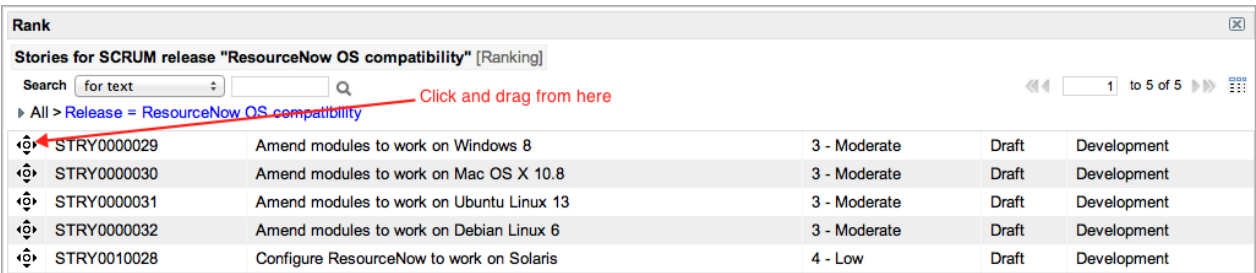 Rank
Stories for SCRUM release "ResourceNow OS compatibility" [Ranking]
Search for text 1 to 5 of 5
Click and drag from here
All > Release = ResourceNow OS compatibility
STRY0000029 Amend modules to work on Windows 8 3 - Moderate Draft Development
STRY0000030 Amend modules to work on Mac OS X 10.8 3 - Moderate Draft Development
STRY0000031 Amend modules to work on Ubuntu Linux 13 3 - Moderate Draft Development
STRY0000032 Amend modules to work on Debian Linux 6 3 - Moderate Draft Development
STRY0010028 Configure ResourceNow to work on Solaris 4 - Low Draft Development